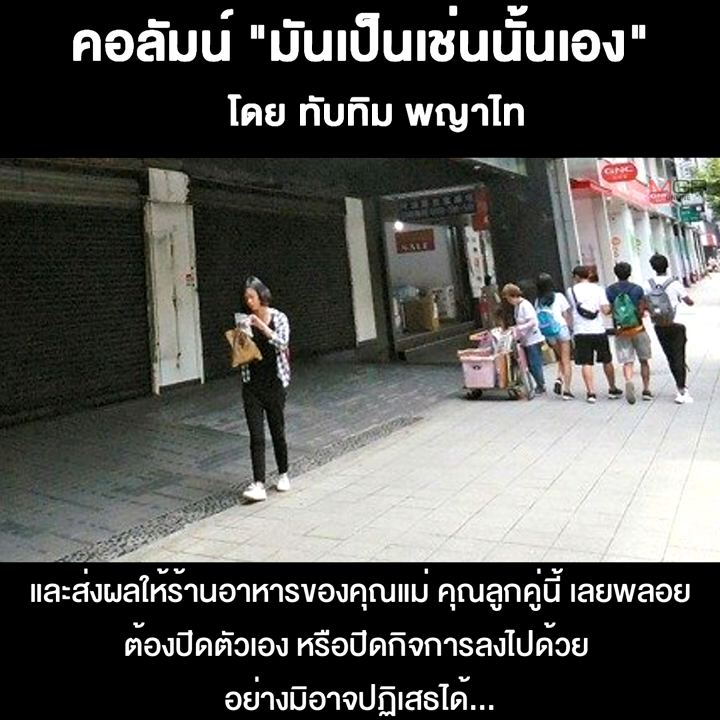 คอลัมน์ "มันเป็นเช่นนั้นเอง"
โดย ทับทิม พญาไท
GNC
SALE
และส่งผลให้ร้านอาหารของคุณแม่ คุณลูกคู่นี้ เลยพลอย
ต้องปิดตัวเอง หรือปิดกิจการลงไปด้วย
อย่างมิอาจปฏิเสธได้...